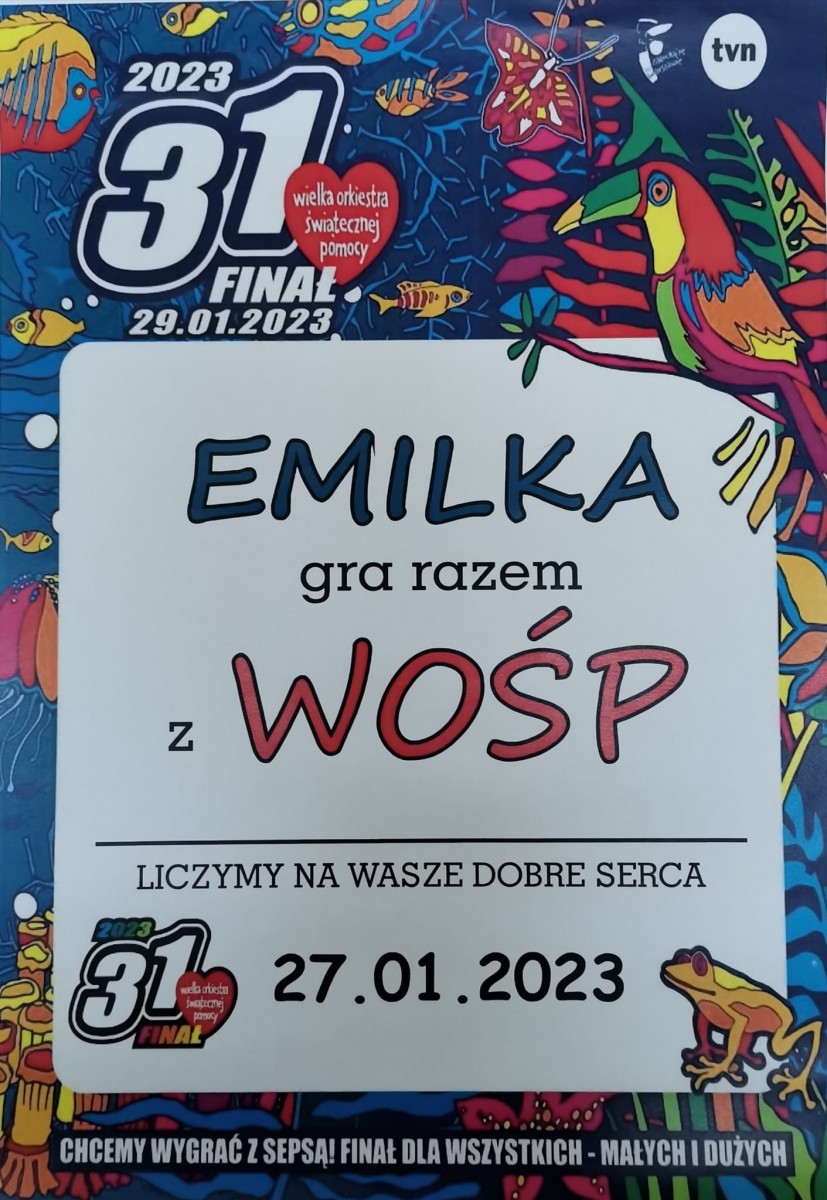 2023
31
wielka orkiestra
świątecznej
pomocy
FINAŁ
29.01.2023
tvn
EMILKA
gra razem
z WOŚP
LICZYMY NA WASZE DOBRE SERCA
2023
31
wielka orkiestra
świątecznej
pomocy
FINAŁ
27.01.2023
CHCEMY WYGRAĆ Z SEPSĄ! FINAŁ DLA WSZYSTKICH - MAŁYCH I DUŻYCH